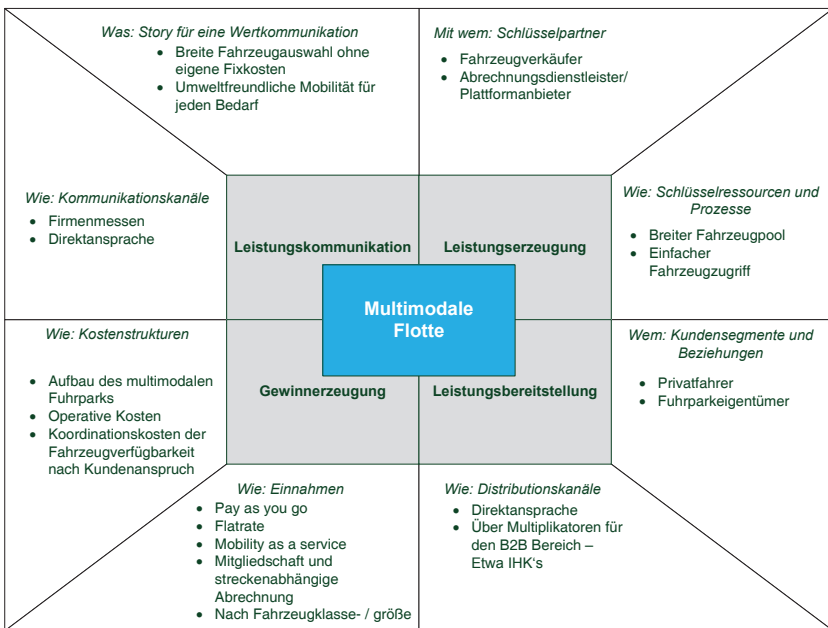 Was: Story für eine Wertkommunikation
• Breite Fahrzeugauswahl ohne
eigene Fixkosten
• Umweltfreundliche Mobilität für
jeden Bedarf
Mit wem: Schlüsselpartner
• Fahrzeugverkäufer
• Abrechnungsdienstleister/
Plattformanbieter
Wie: Kommunikationskanäle
• Firmenmessen
• Direktansprache
Wie: Schlüsselressourcen und
Prozesse
• Breiter Fahrzeugpool
• Einfacher
Fahrzeugzugriff
Leistungskommunikation
Leistungserzeugung
Multimodale
Flotte
Gewinnerzeugung
Leistungsbereitstellung
Wie: Kostenstrukturen
• Aufbau des multimodalen
Fuhrparks
• Operative Kosten
• Koordinationskosten der
Fahrzeugverfügbarkeit
nach Kundenanspruch
Wem: Kundensegmente und
Beziehungen
• Privatfahrer
• Fuhrparkeigentümer
Wie: Einnahmen
• Pay as you go
• Flatrate
• Mobility as a service
• Mitgliedschaft und
streckenabhängige
Abrechnung
• Nach Fahrzeugklasse- / größe
Wie: Distributionskanäle
• Direktansprache
• Über Multiplikatoren für
den B2B Bereich –
Etwa IHK‘s